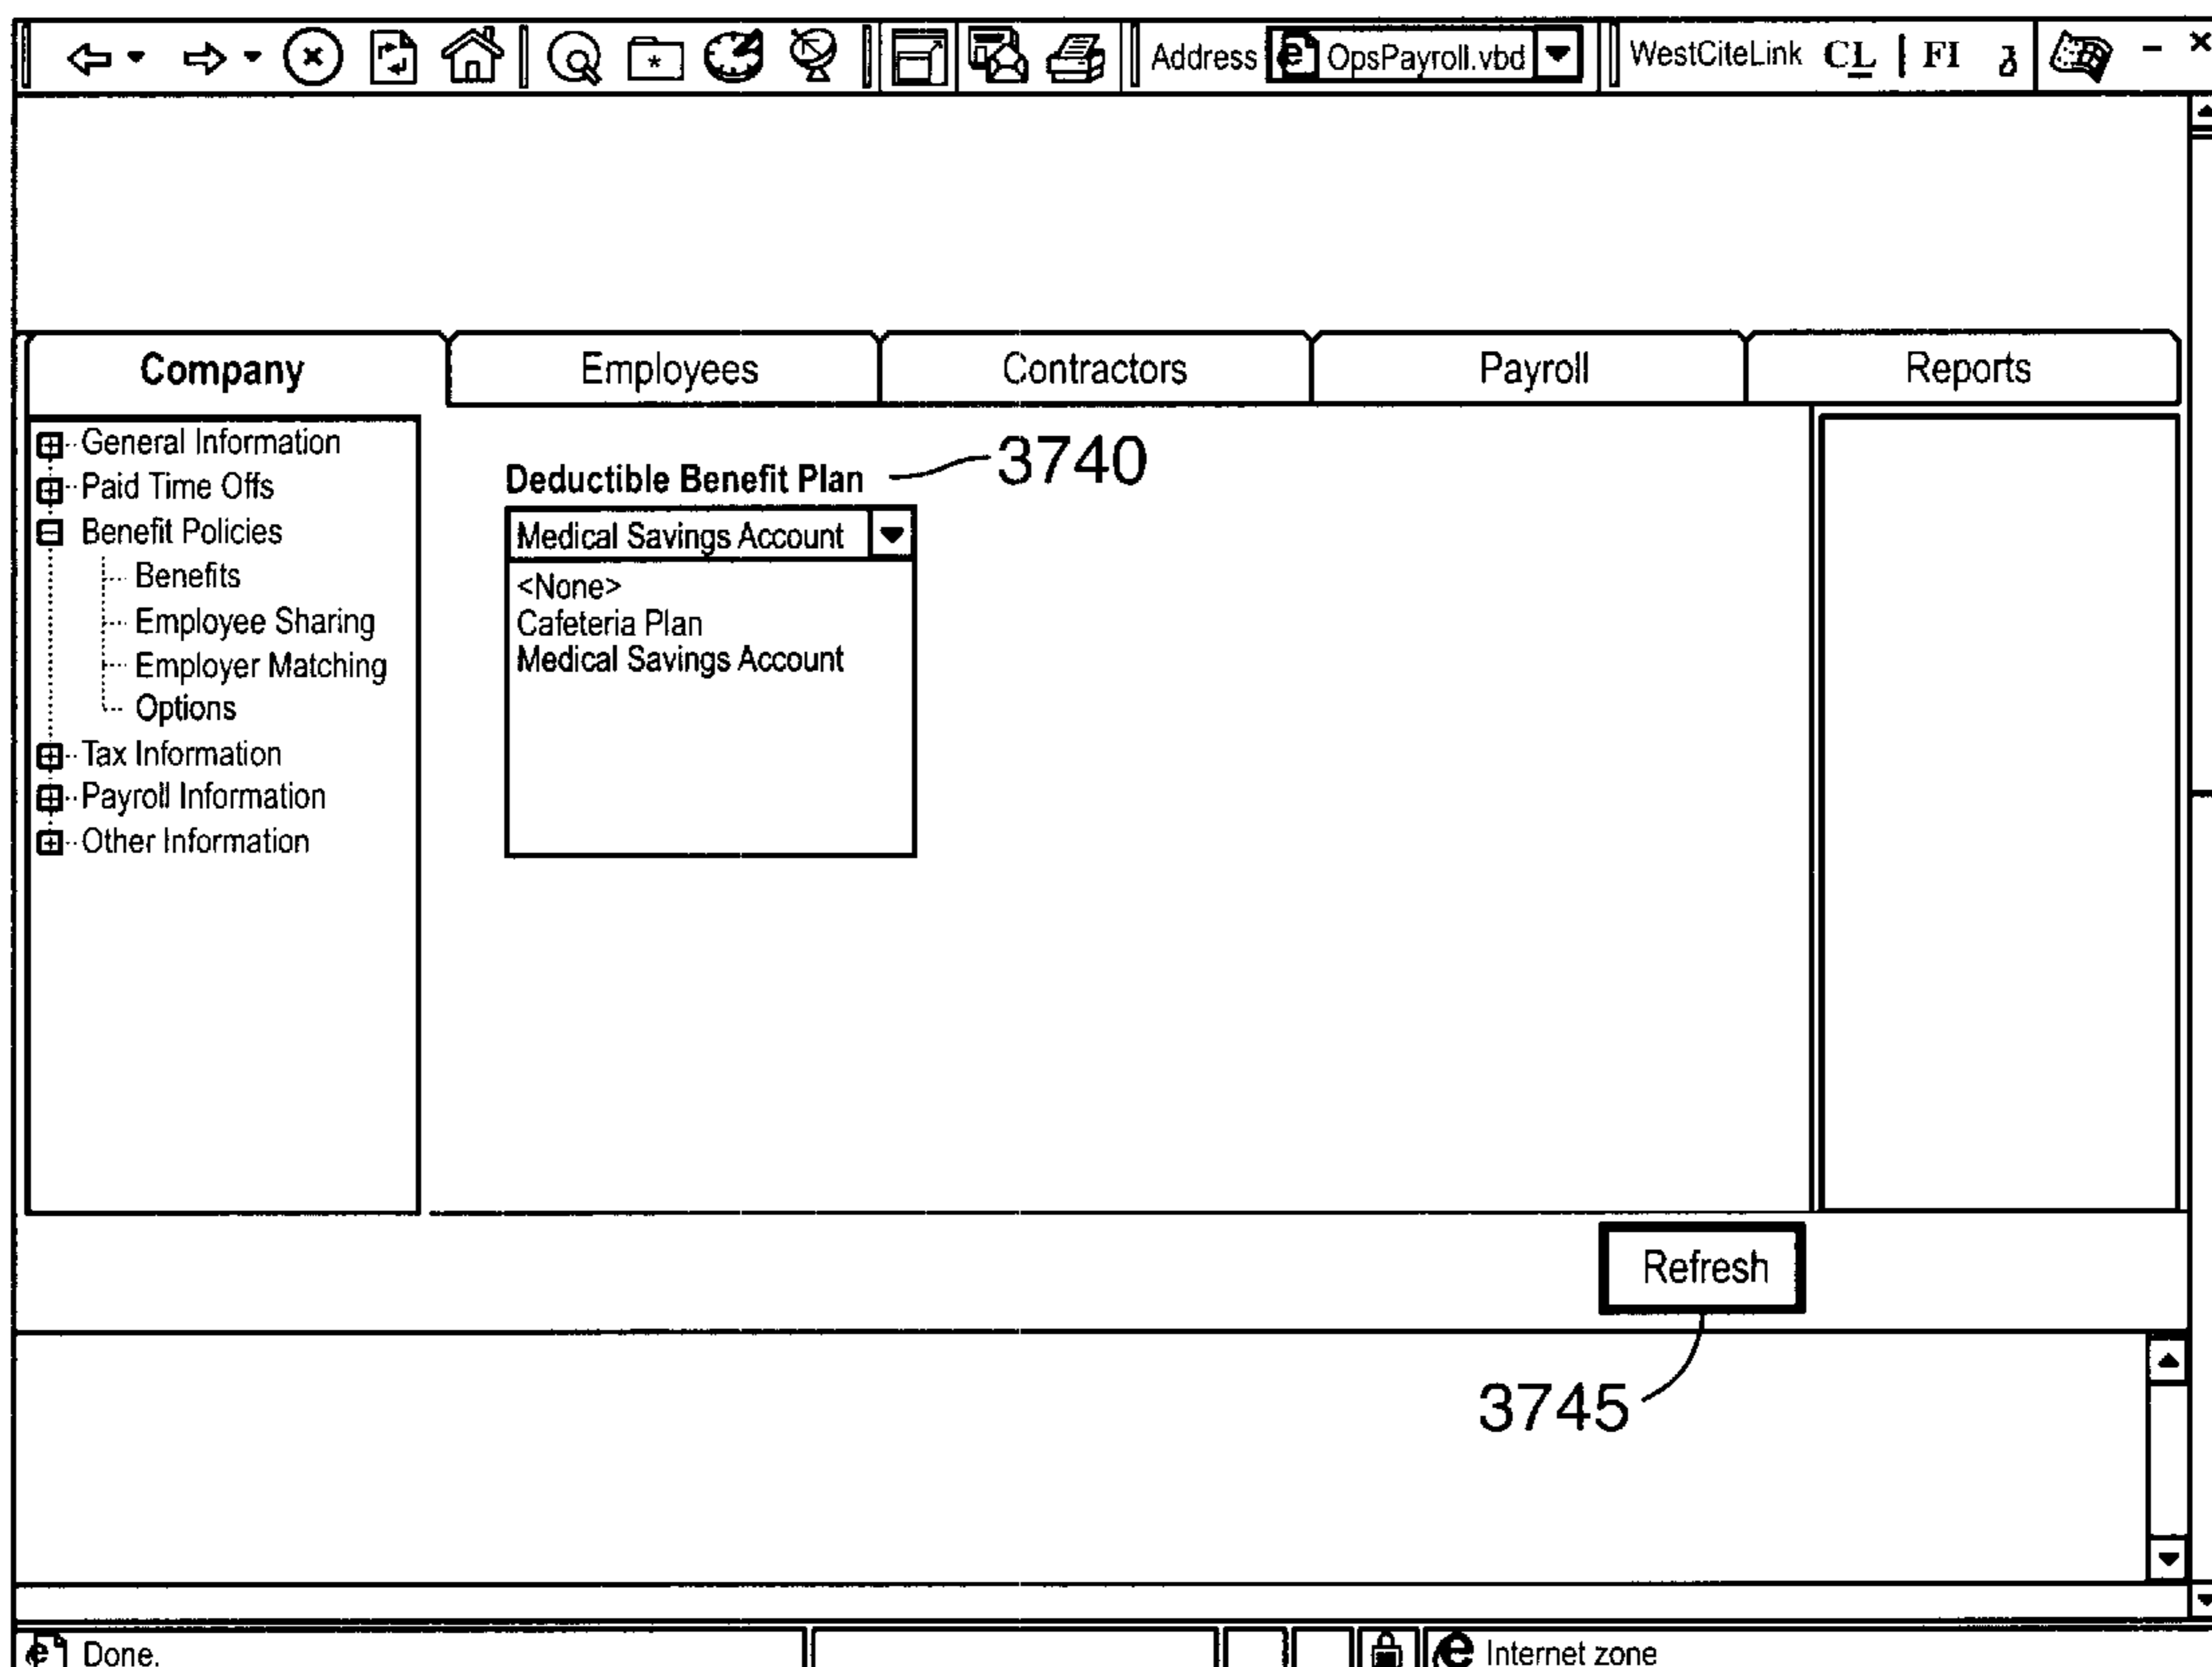 Address OpsPayroll.vbd WestCiteLink CL | FI
Company Employees Contractors Payroll Reports
General Information
Paid Time Offs
Benefit Policies
Benefits
Employee Sharing
Employer Matching
Options
Tax Information
Payroll Information
Other Information
Deductible Benefit Plan 3740
Medical Savings Account
<None>
Cafeteria Plan
Medical Savings Account
Refresh
3745
Done. Internet zone